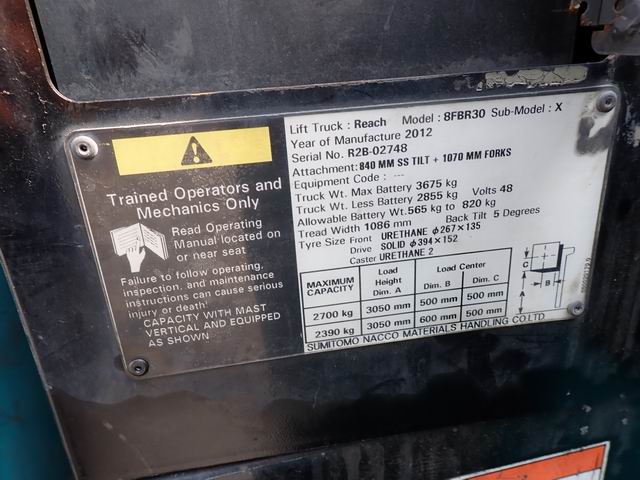 Trained Operators and
Mechanics Only
Read Operating
Manual located on
or near seat
Failure to follow operating,
inspection, and maintenance
instructions can cause serious
injury or death!
CAPACITY WITH MAST
VERTICAL AND EQUIPPED
AS SHOWN
Lift Truck : Reach Model : 8FBR30 Sub-Model : X
Year of Manufacture 2012
Serial No. R2B-02748
Attachment:840 MM SS TILT + 1070 MM FORKS
Equipment Code : ---
Truck Wt. Max Battery 3675 kg
Truck Wt. Less Battery 2855 kg Volts 48
Allowable Battery Wt.565 kg to 820 kg
Tread Width 1086 mm Back Tilt 5 Degrees
Tyre Size Front URETHANE φ267×135
Drive SOLID φ394×152
Caster URETHANE 2
MAXIMUM CAPACITY Load Height Dim. A Load Center Dim. B Dim. C
2700 kg 3050 mm 500 mm 500 mm
2390 kg 3050 mm 600 mm 500 mm
SUMITOMO NACCO MATERIALS HANDLING CO.LTD.
C
B
A